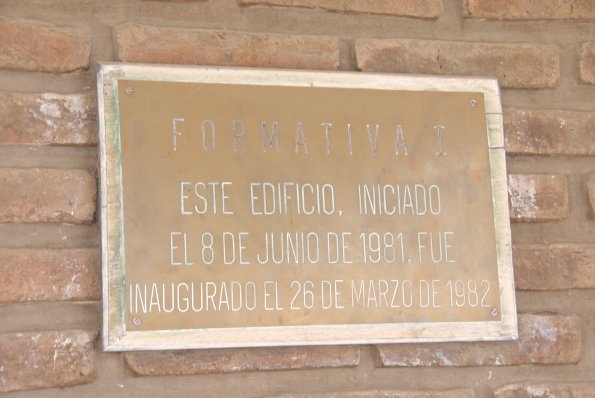 FORMATIVA I
ESTE EDIFICIO, INICIADO
EL 8 DE JUNIO DE 1981, FUE
INAUGURADO EL 26 DE MARZO DE 1982